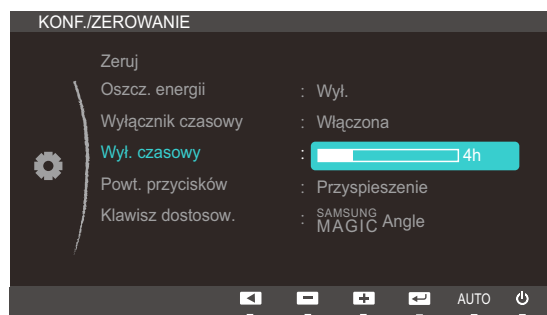 KONF./ZEROWANIE
Zeruj
Oszcz. energii : Wył.
Wyłącznik czasowy : Włączona
Wył. czasowy : 4h
Powt. przycisków : Przyspieszenie
Klawisz dostosow. : SAMSUNG MAGIC Angle
AUTO